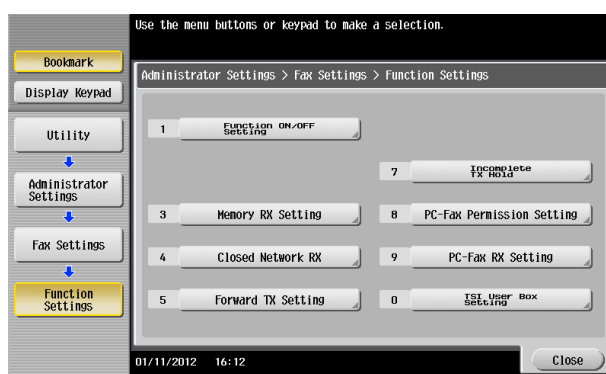 Use the menu buttons or keypad to make a selection.
Bookmark
Display Keypad
Utility
Administrator
Settings
Fax Settings
Function
Settings
Administrator Settings > Fax Settings > Function Settings
1 Function ON/OFF
Setting
7 Incomplete
TX Hold
3 Memory RX Setting
8 PC-Fax Permission Setting
4 Closed Network RX
9 PC-Fax RX Setting
5 Forward TX Setting
0 TSI User Box
Setting
01/11/2012 16:12
Close